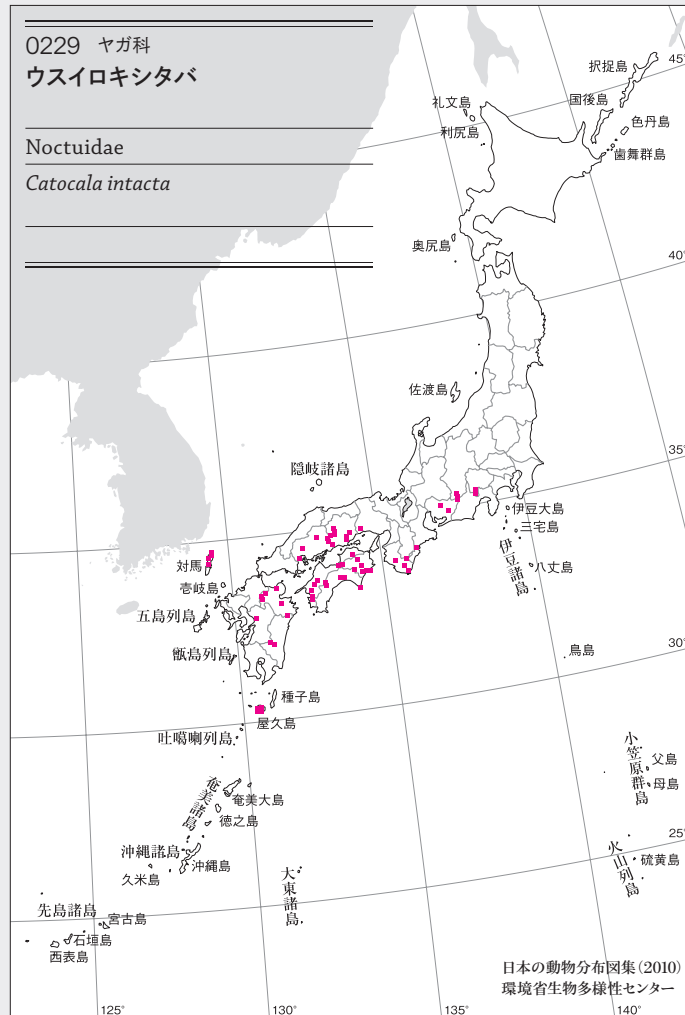 0229 ヤガ科
ウスイロキシタバ
Noctuidae
Catocala intacta
択捉島
45°
国後島
礼文島
色丹島
利尻島
歯舞群島
奥尻島
40°
佐渡島
35°
隠岐諸島
伊豆大島
三宅島
伊豆諸島
八丈島
対馬
壱岐島
五島列島
甑島列島
鳥島
30°
種子島
屋久島
吐噶喇列島
小笠原群島
父島
母島
奄美諸島
奄美大島
徳之島
沖縄諸島
沖縄島
久米島
25°
火山列島
硫黄島
大東諸島
先島諸島
宮古島
石垣島
西表島
日本の動物分布図集(2010)
環境省生物多様性センター
125°
130°
135°
140°